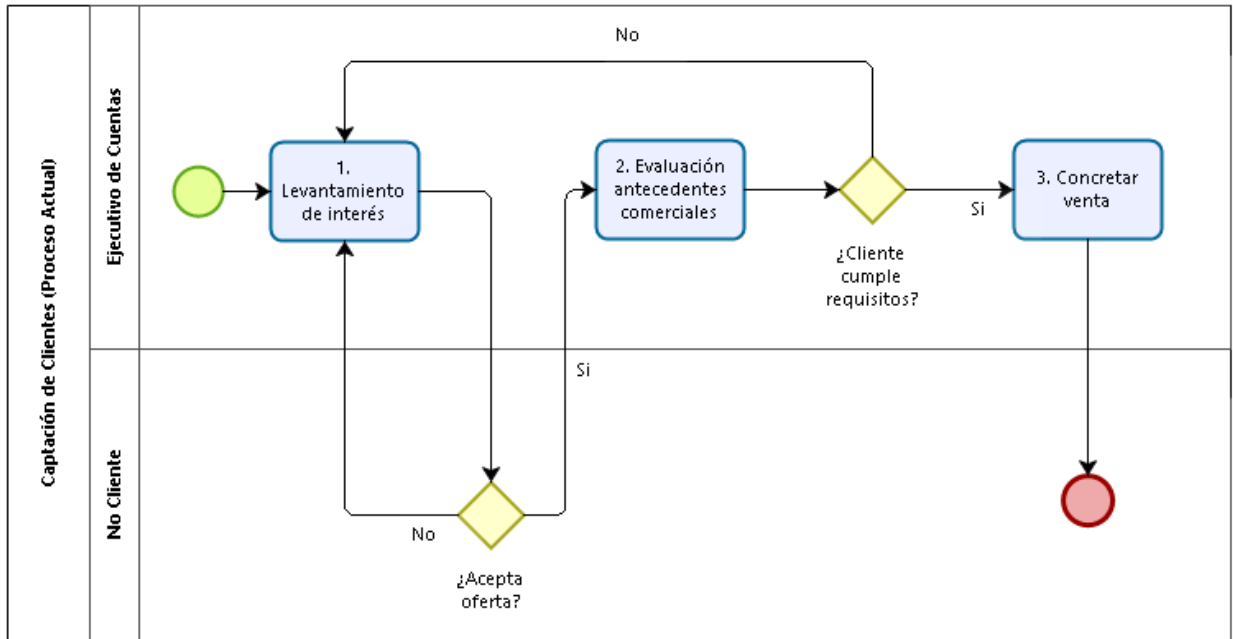 Captación de Clientes (Proceso Actual)
Ejecutivo de Cuentas
No
1.
Levantamiento
de interés
2. Evaluación
antecedentes
comerciales
¿Cliente
cumple
requisitos?
Si
3. Concretar
venta
No Cliente
Si
No
¿Acepta
oferta?